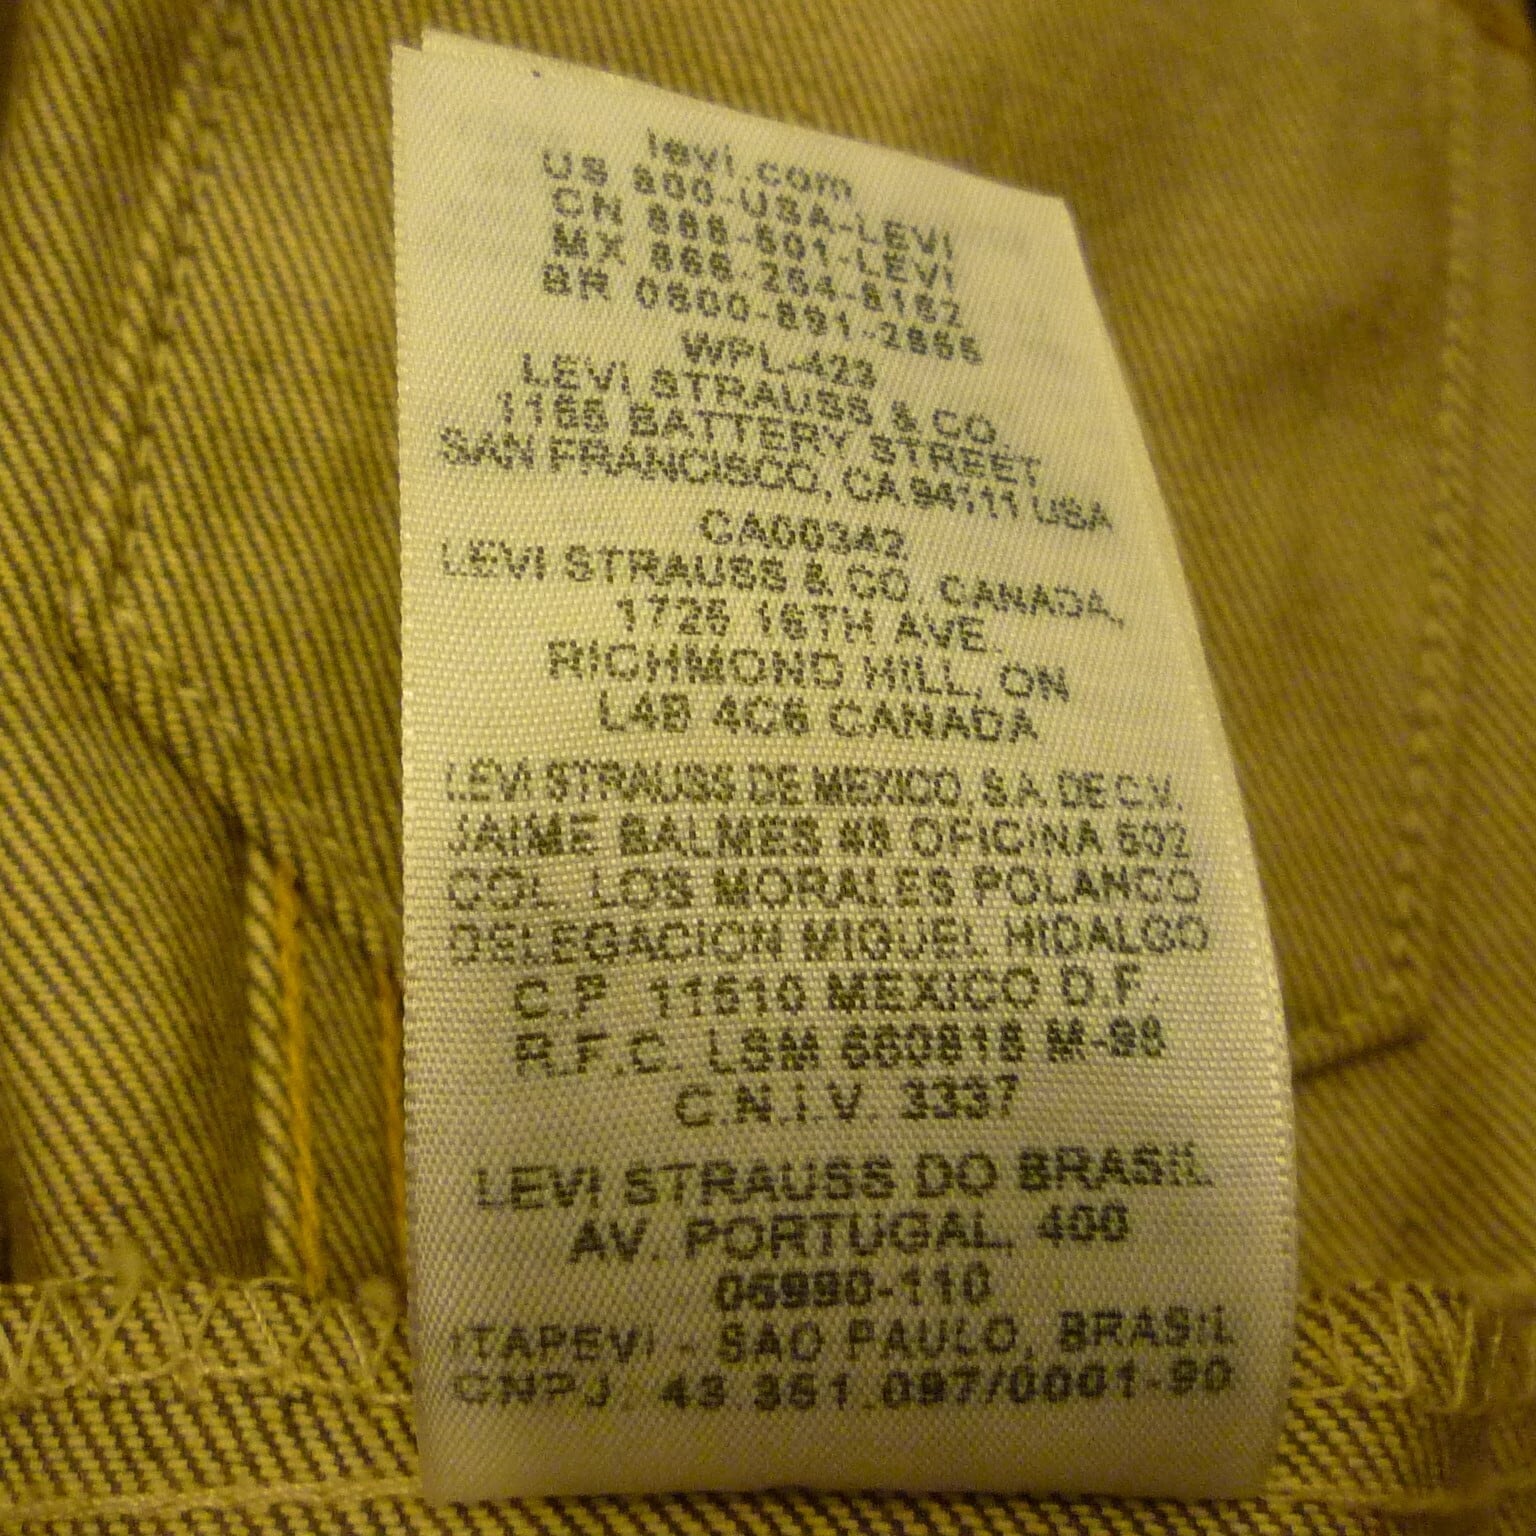 levi.com
US 800-USA-LEVI
CN 888-501-LEVI
MX 866-254-8162
BR 0800-891-2855
WPL-423
LEVI STRAUSS & CO.
1155 BATTERY STREET
SAN FRANCISCO, CA 94111 USA
CA00342
LEVI STRAUSS & CO. CANADA,
1725 16TH AVE.
RICHMOND HILL, ON
L4B 4C6 CANADA
LEVI STRAUSS DE MEXICO, S.A. DE C.V.
JAIME BALMES #8 OFICINA 502
COL. LOS MORALES POLANCO
DELEGACION MIGUEL HIDALGO
C.P. 11510 MEXICO D.F.
R.F.C. LSM 660818 M-98
C.N.I.V. 3337
LEVI STRAUSS DO BRASIL
AV. PORTUGAL, 400
06990-110
ITAPEVI - SAO PAULO, BRASIL
CNPJ. 43.351.097/0001-90